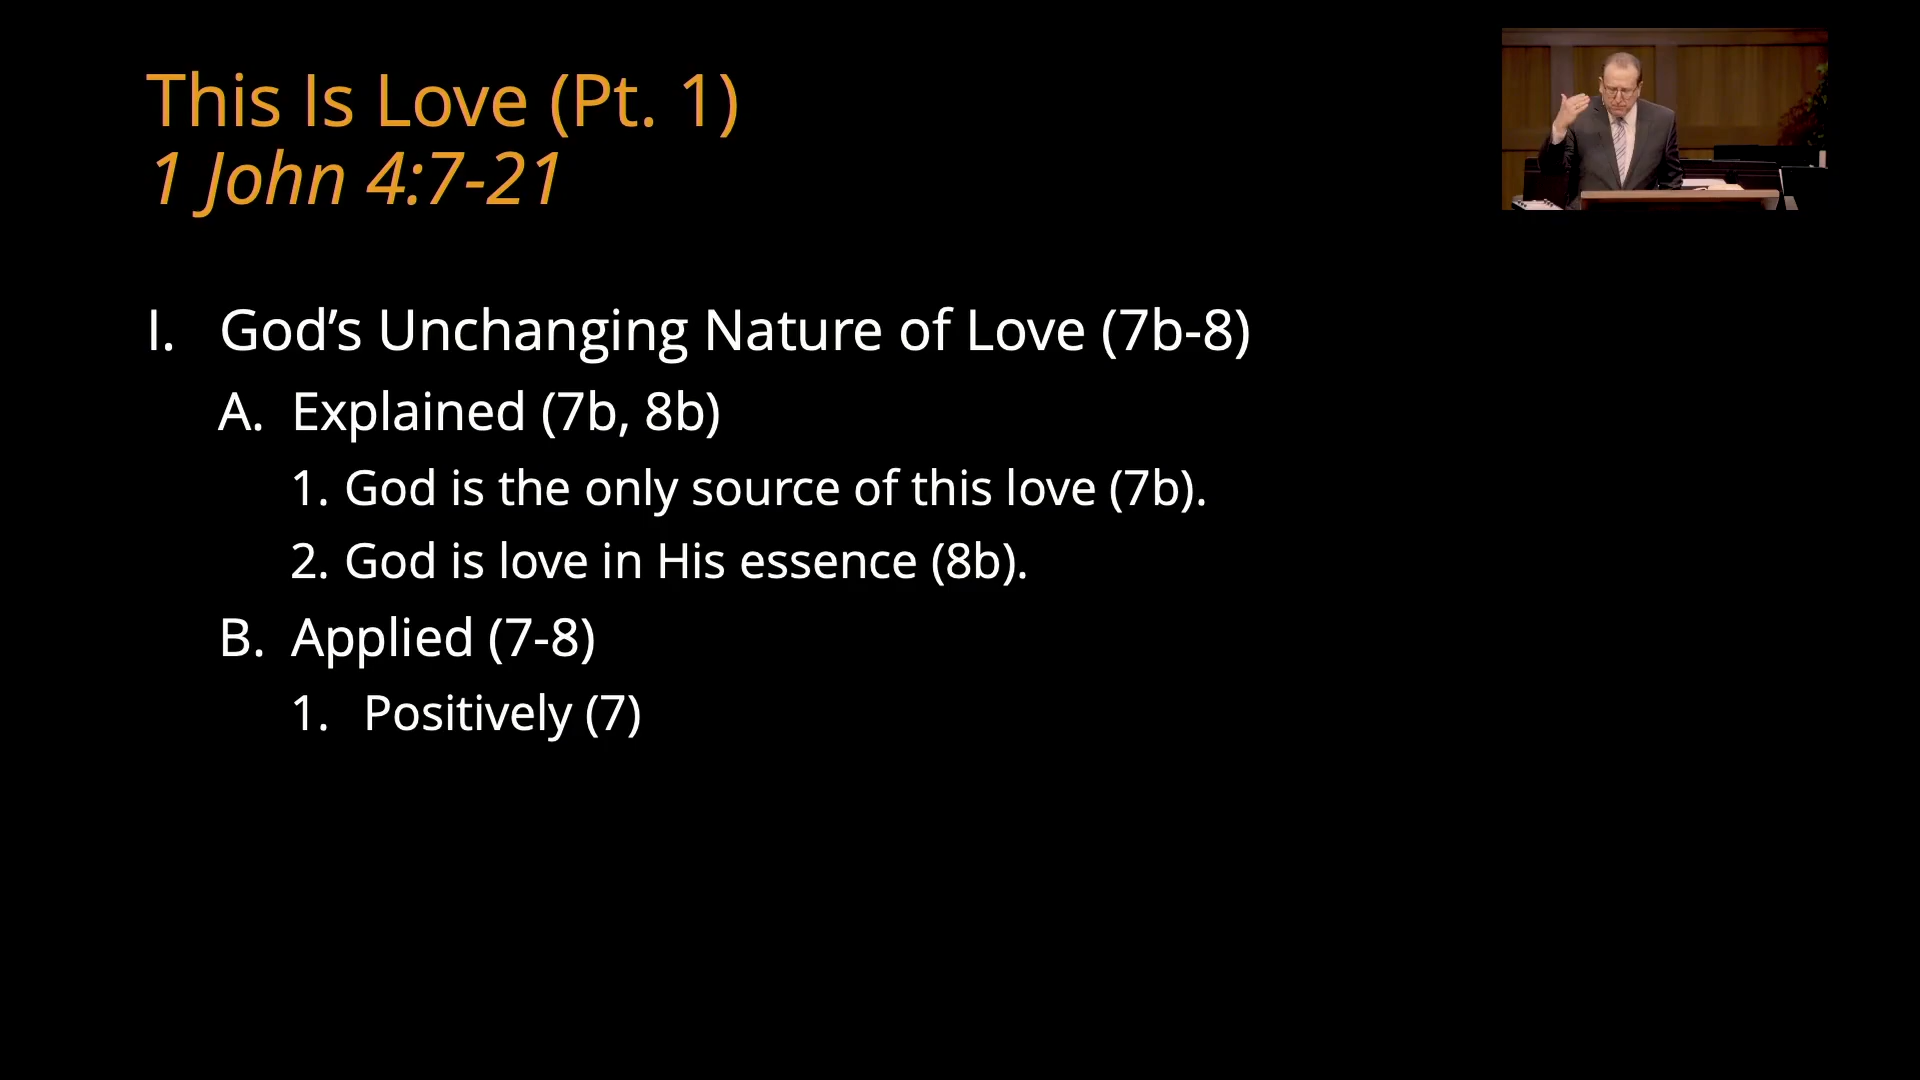 This Is Love (Pt. 1)
1 John 4:7-21
I. God’s Unchanging Nature of Love (7b-8)
A. Explained (7b, 8b)
1. God is the only source of this love (7b).
2. God is love in His essence (8b).
B. Applied (7-8)
1. Positively (7)